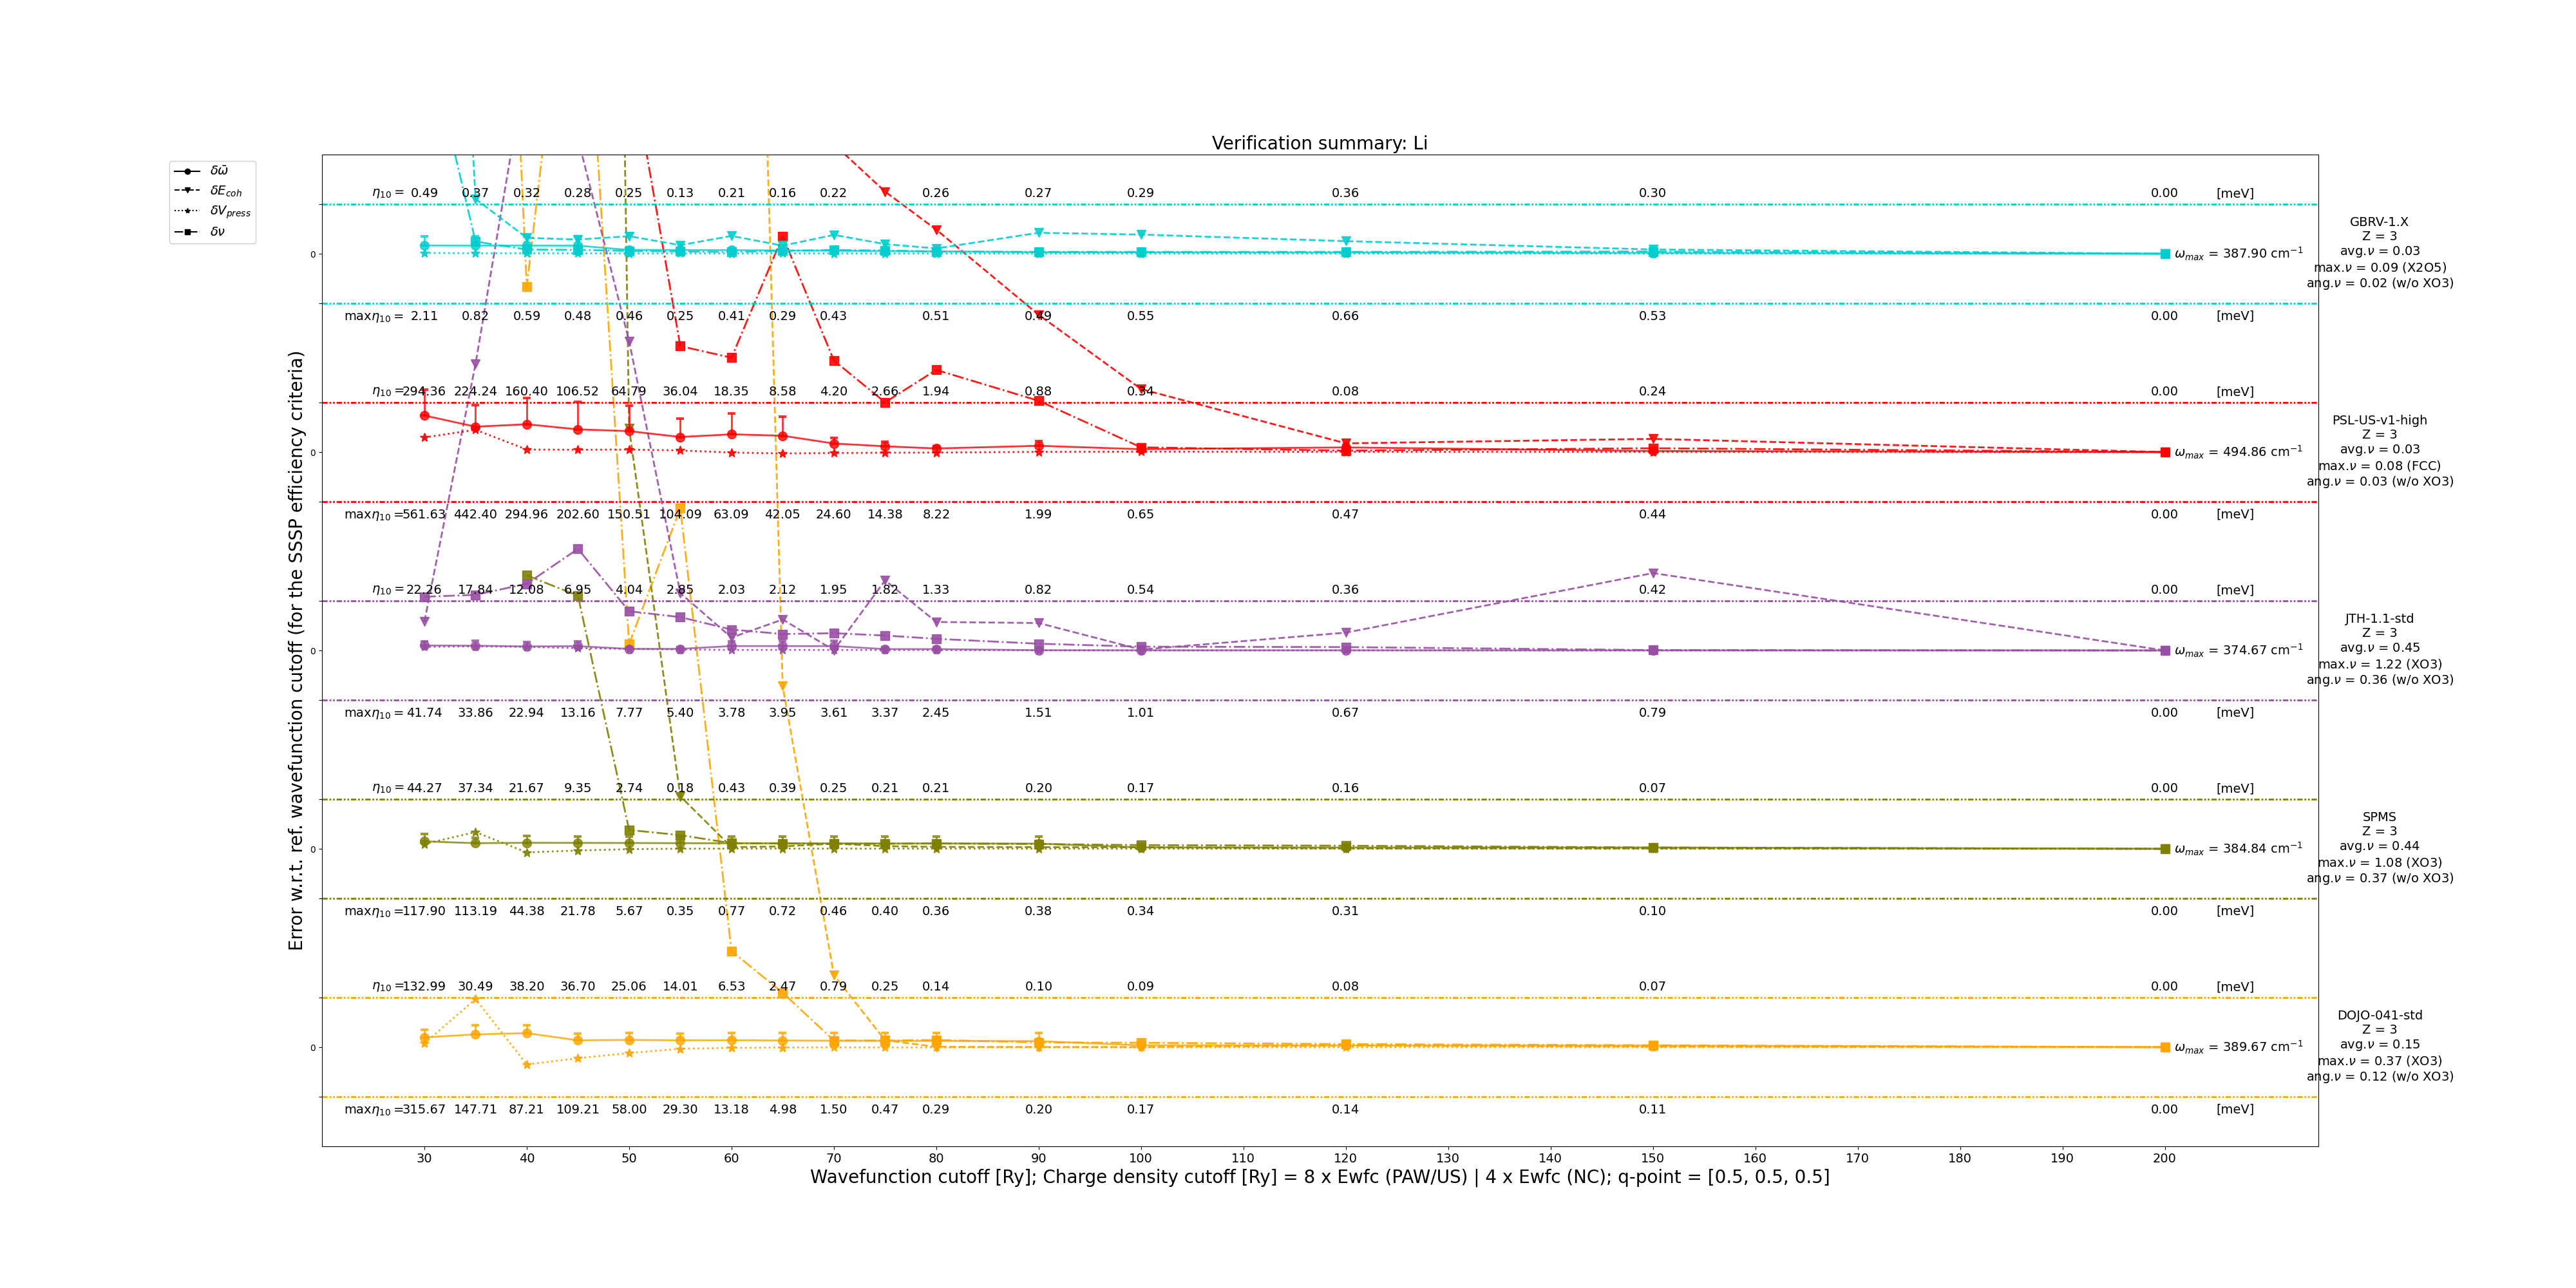 Verification summary: Li
δω̄
δE_coh
δV_press
δν
Error w.r.t. ref. wavefunction cutoff (for the SSSP efficiency criteria)
η₁₀ = 0.49 0.37 0.32 0.28 0.25 0.13 0.21 0.16 0.22 0.26 0.27 0.29 0.36 0.30 0.00 [meV]
0
ω_max = 387.90 cm⁻¹
GBRV-1.X
Z = 3
avg.ν = 0.03
max.ν = 0.09 (X2O5)
ang.ν = 0.02 (w/o XO3)
maxη₁₀ = 2.11 0.82 0.59 0.48 0.46 0.25 0.41 0.29 0.43 0.51 0.49 0.55 0.66 0.53 0.00 [meV]
η₁₀ = 294.36 224.24 160.40 106.52 64.79 36.04 18.35 8.58 4.20 2.66 1.94 0.88 0.34 0.08 0.24 0.00 [meV]
0
ω_max = 494.86 cm⁻¹
PSL-US-v1-high
Z = 3
avg.ν = 0.03
max.ν = 0.08 (FCC)
ang.ν = 0.03 (w/o XO3)
maxη₁₀ = 561.63 442.40 294.96 202.60 150.51 104.09 63.09 42.05 24.60 14.38 8.22 1.99 0.65 0.47 0.44 0.00 [meV]
η₁₀ = 22.26 17.84 12.08 6.95 4.04 2.85 2.03 2.12 1.95 1.82 1.33 0.82 0.54 0.36 0.42 0.00 [meV]
0
ω_max = 374.67 cm⁻¹
JTH-1.1-std
Z = 3
avg.ν = 0.45
max.ν = 1.22 (XO3)
ang.ν = 0.36 (w/o XO3)
maxη₁₀ = 41.74 33.86 22.94 13.16 7.77 5.40 3.78 3.95 3.61 3.37 2.45 1.51 1.01 0.67 0.79 0.00 [meV]
η₁₀ = 44.27 37.34 21.67 9.35 2.74 0.18 0.43 0.39 0.25 0.21 0.21 0.20 0.17 0.16 0.07 0.00 [meV]
0
ω_max = 384.84 cm⁻¹
SPMS
Z = 3
avg.ν = 0.44
max.ν = 1.08 (XO3)
ang.ν = 0.37 (w/o XO3)
maxη₁₀ = 117.90 113.19 44.38 21.78 5.67 0.35 0.77 0.72 0.46 0.40 0.36 0.38 0.34 0.31 0.10 0.00 [meV]
η₁₀ = 132.99 30.49 38.20 36.70 25.06 14.01 6.53 2.47 0.79 0.25 0.14 0.10 0.09 0.08 0.07 0.00 [meV]
0
ω_max = 389.67 cm⁻¹
DOJO-041-std
Z = 3
avg.ν = 0.15
max.ν = 0.37 (XO3)
ang.ν = 0.12 (w/o XO3)
maxη₁₀ = 315.67 147.71 87.21 109.21 58.00 29.30 13.18 4.98 1.50 0.47 0.29 0.20 0.17 0.14 0.11 0.00 [meV]
30 40 50 60 70 80 90 100 110 120 130 140 150 160 170 180 190 200
Wavefunction cutoff [Ry]; Charge density cutoff [Ry] = 8 x Ewfc (PAW/US) | 4 x Ewfc (NC); q-point = [0.5, 0.5, 0.5]